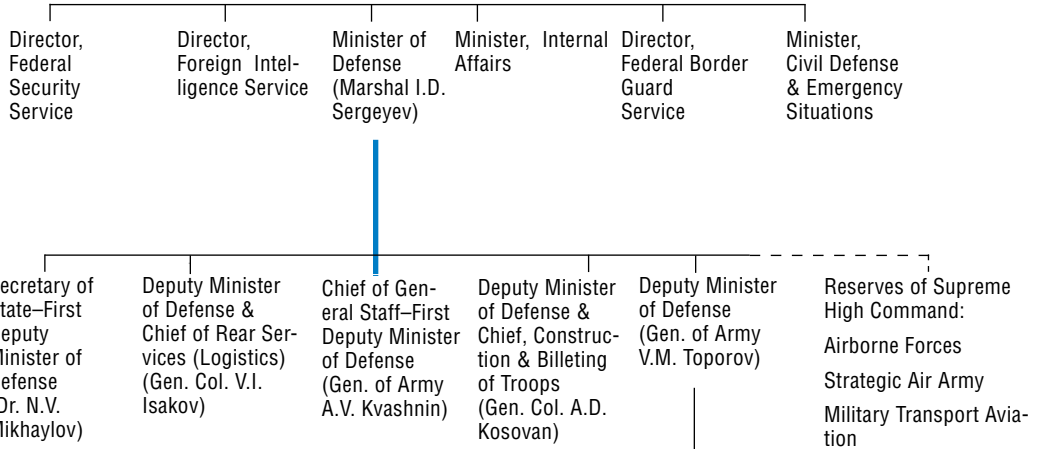 Director,
Federal
Security
Service
Director,
Foreign Intel-
ligence Service
Minister of
Defense
(Marshal I.D.
Sergeyev)
Minister, Internal
Affairs
Director,
Federal Border
Guard
Service
Minister,
Civil Defense
& Emergency
Situations
ecretary of
tate–First
eputy
inister of
efense
Dr. N.V.
ikhaylov)
Deputy Minister
of Defense &
Chief of Rear Ser-
vices (Logistics)
(Gen. Col. V.I.
Isakov)
Chief of Gen-
eral Staff–First
Deputy Minister
of Defense
(Gen. of Army
A.V. Kvashnin)
Deputy Minister
of Defense &
Chief, Construc-
tion & Billeting
of Troops
(Gen. Col. A.D.
Kosovan)
Deputy Minister
of Defense
(Gen. of Army
V.M. Toporov)
Reserves of Supreme
High Command:
Airborne Forces
Strategic Air Army
Military Transport Avia-
tion